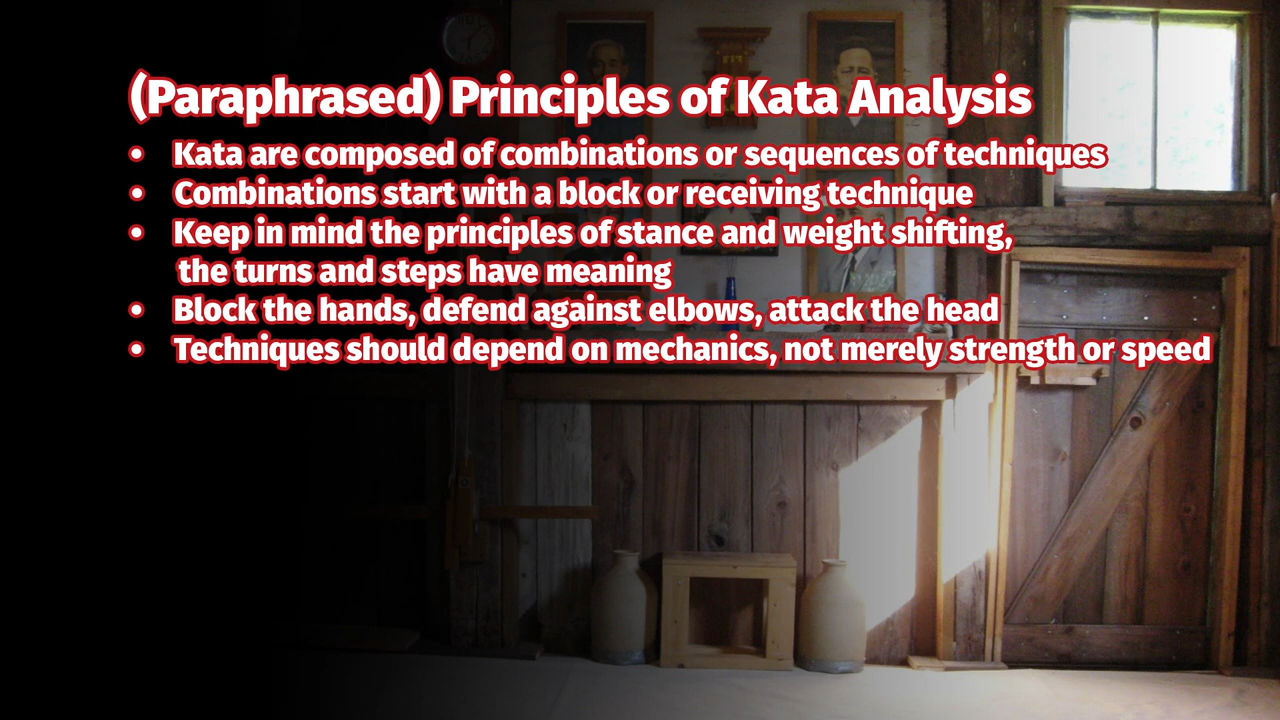 (Paraphrased) Principles of Kata Analysis
• Kata are composed of combinations or sequences of techniques
• Combinations start with a block or receiving technique
• Keep in mind the principles of stance and weight shifting,
the turns and steps have meaning
• Block the hands, defend against elbows, attack the head
• Techniques should depend on mechanics, not merely strength or speed